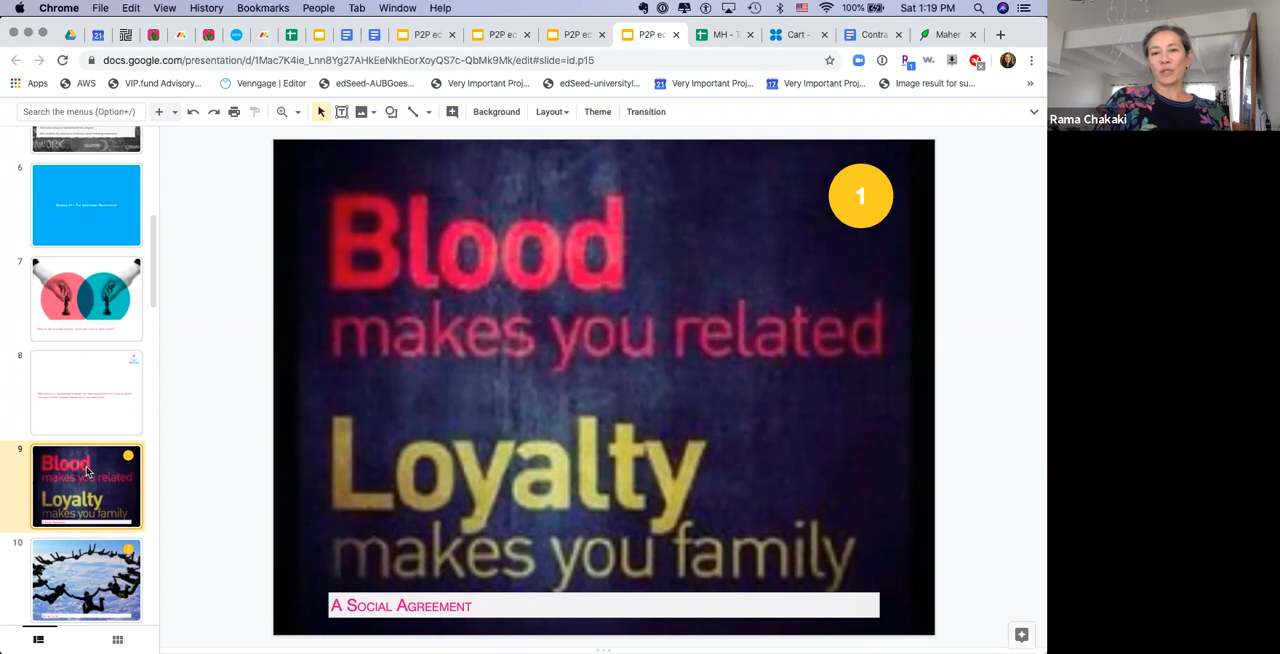 Chrome File Edit View History Bookmarks People Tab Window Help
100% Sat 1:19 PM
P2P ec P2P ec P2P ec P2P ec MH - T Cart - Contra Maher
docs.google.com/presentation/d/1Mac7K4ie_Lnn8Yg27AHkEeNkhEorXoyQS7c-QbMk9Mk/edit#slide=id.p15
Apps AWS VIP.fund Advisory... Venngage | Editor edSeed-AUBGoes... Very Important Proj... edSeed-universityI... Very Important Proj... Very Important Proj... Image result for su...
Search the menus (Option+/) Background Layout Theme Transition
Rama Chakaki
6
7
8
9
10
1
Blood
makes you related
Loyalty
makes you family
A Social Agreement
Blood
makes you related
Loyalty
makes you family